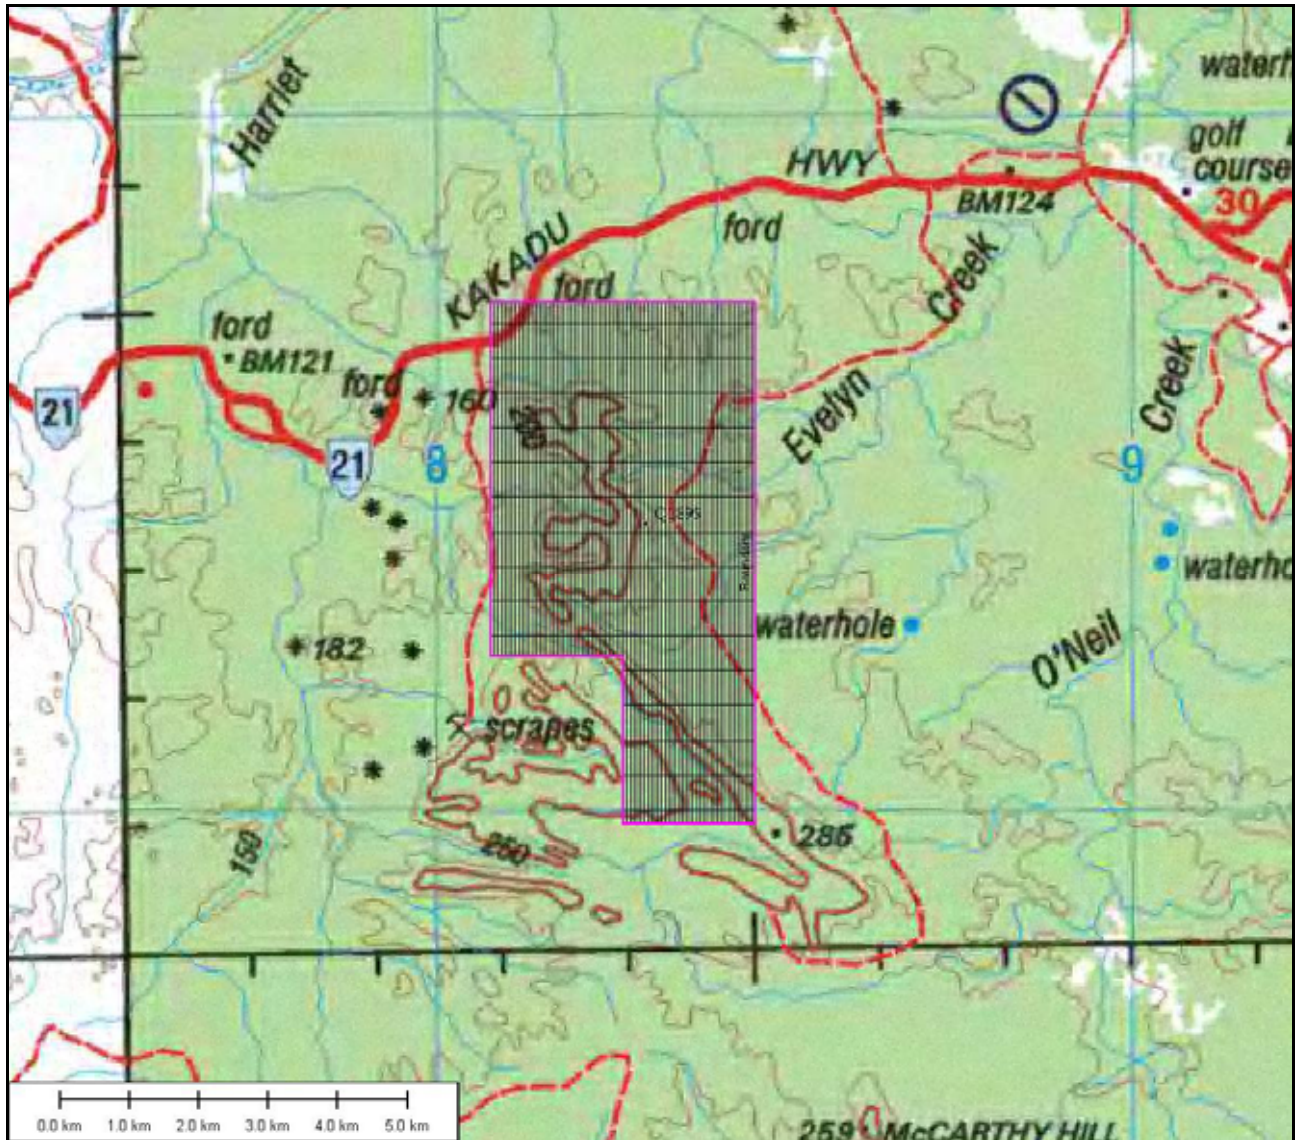 waterh
Harriet
golf
HWY
course
BM124
30
KAKADU
ford
Creek
ford
ford
BM121
ford
160
21
200
Evelyn
Creek
21
8
9
waterho
waterhole
182
O'Neil
scrapes
286
250
150
0.0 km 1.0 km 2.0 km 3.0 km 4.0 km 5.0 km
259 McCARTHY HILL